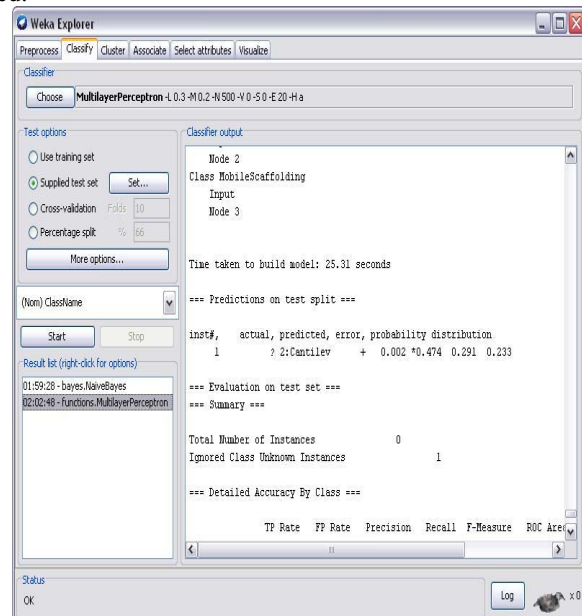 ed.
Weka Explorer
Preprocess Classify Cluster Associate Select attributes Visualize
Classifier
Choose MultilayerPerceptron -L 0.3 -M 0.2 -N 500 -V 0 -S 0 -E 20 -H a
Test options
Use training set
Supplied test set Set...
Cross-validation Folds 10
Percentage split % 66
More options...
(Nom) ClassName
Start Stop
Result list (right-click for options)
01:59:28 - bayes.NaiveBayes
02:02:48 - functions.MultilayerPerceptron
Classifier output
Node 2
Class MobileScaffolding
Input
Node 3
Time taken to build model: 25.31 seconds
=== Predictions on test split ===
inst#, actual, predicted, error, probability distribution
1 ? 2:Cantilev + 0.002 *0.474 0.291 0.233
=== Evaluation on test set ===
=== Summary ===
Total Number of Instances 0
Ignored Class Unknown Instances 1
=== Detailed Accuracy By Class ===
TP Rate FP Rate Precision Recall F-Measure ROC Area
Status
OK
Log x 0